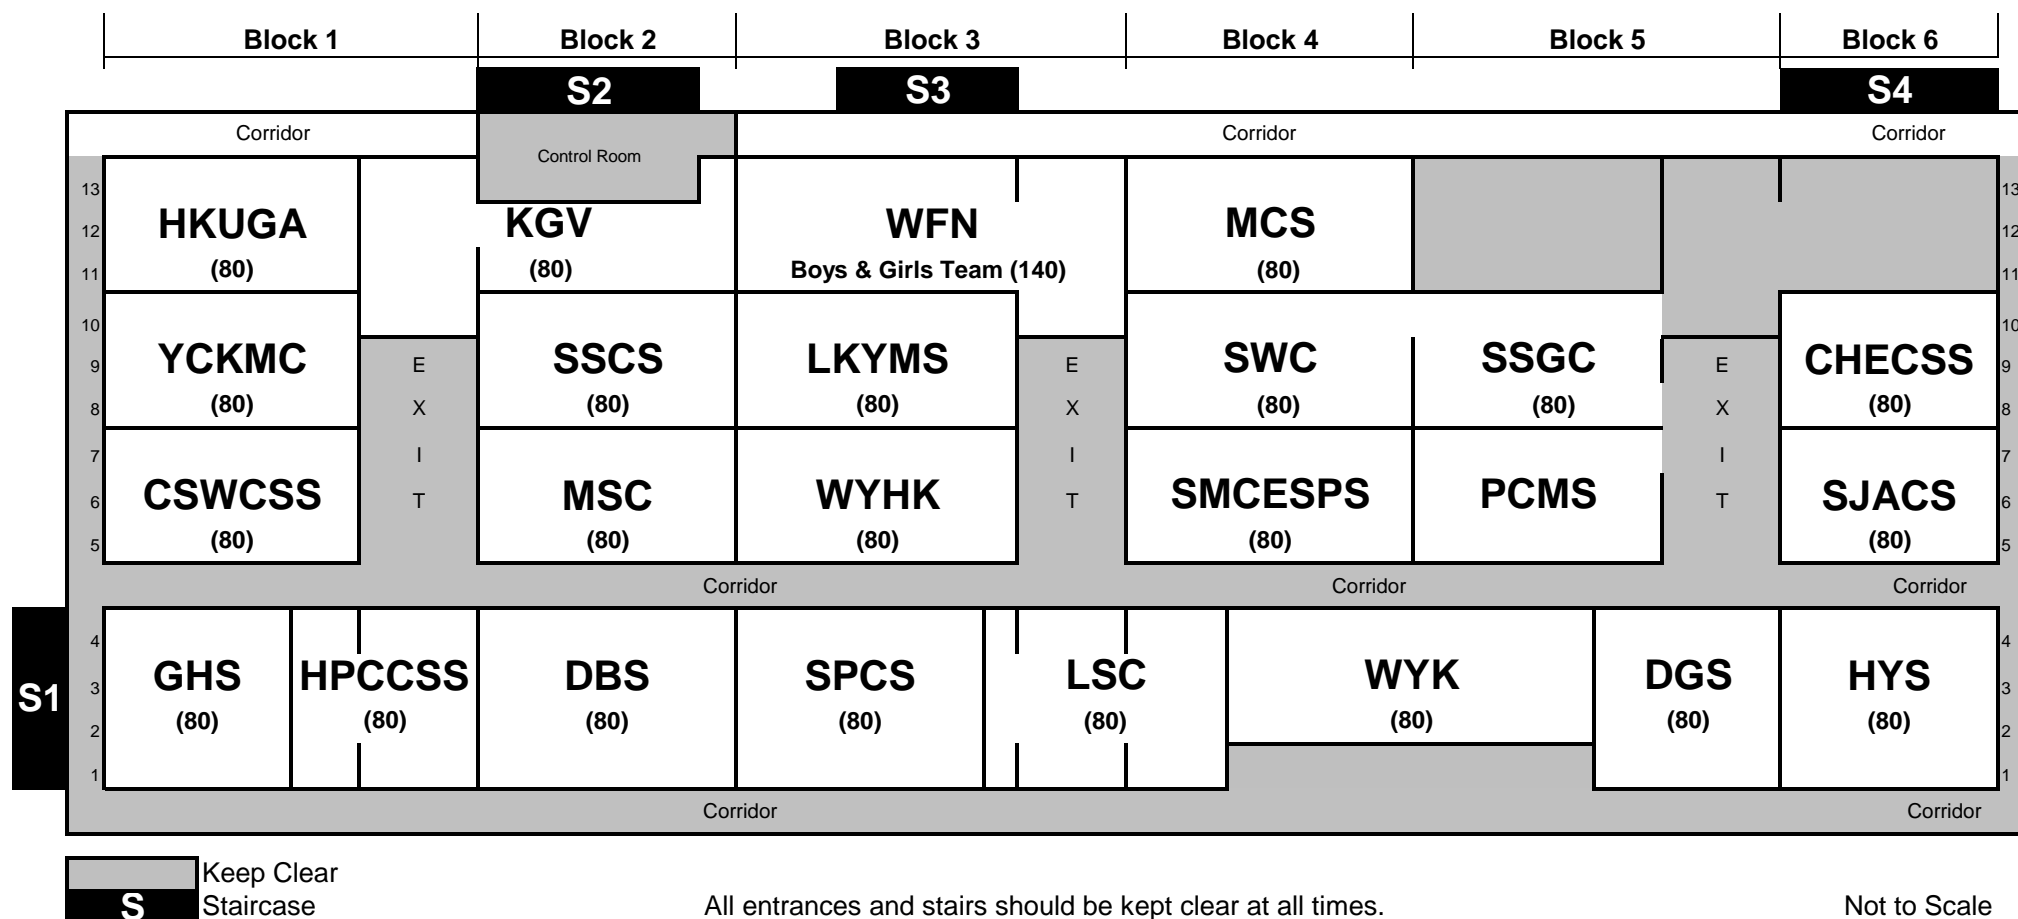 Block 1 Block 2 Block 3 Block 4 Block 5 Block 6
S2 S3 S4
Corridor Corridor Corridor
Control Room
13 13
HKUGA KGV WFN MCS
12 12
(80) (80) Boys & Girls Team (140) (80)
11 11
10 10
YCKMC SSCS LKYMS SWC SSGC CHECSS
9 E E E 9
(80) (80) (80) (80) (80) (80)
8 X X X 8
7 I I I 7
CSWCSS MSC WYHK SMCESPS PCMS SJACS
6 T T T 6
(80) (80) (80) (80) (80)
5 5
Corridor Corridor Corridor
4 4
GHS HPCCSS DBS SPCS LSC WYK DGS HYS
S1 3 3
(80) (80) (80) (80) (80) (80) (80) (80)
2 2
1 1
Corridor Corridor
Keep Clear
S Staircase All entrances and stairs should be kept clear at all times. Not to Scale